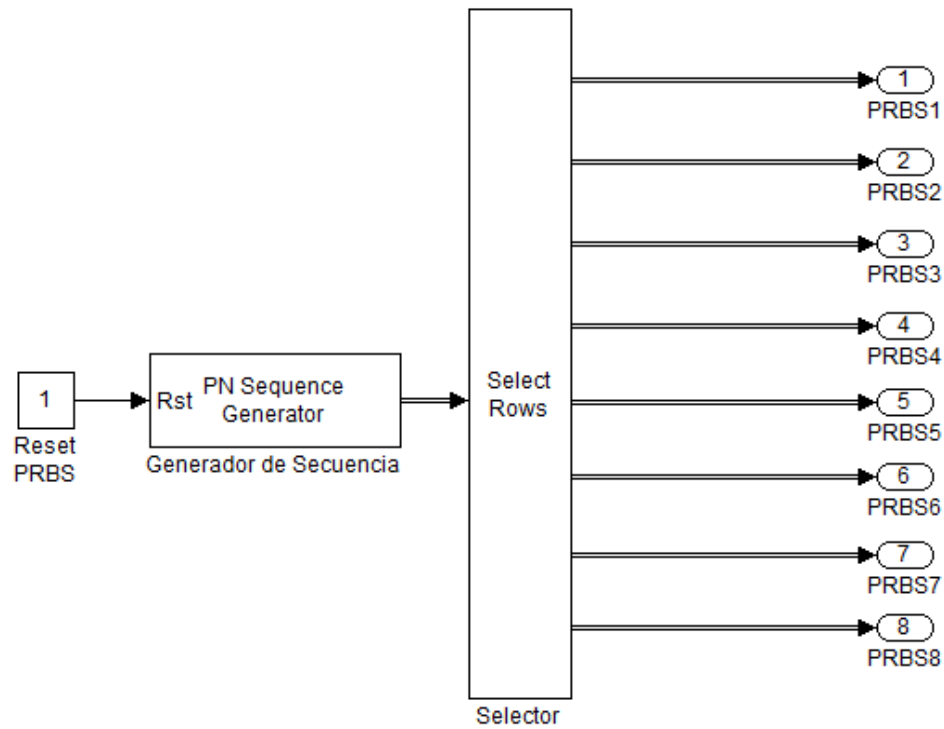 1
Reset
PRBS
Rst
PN Sequence
Generator
Generador de Secuencia
Select
Rows
Selector
1
PRBS1
2
PRBS2
3
PRBS3
4
PRBS4
5
PRBS5
6
PRBS6
7
PRBS7
8
PRBS8